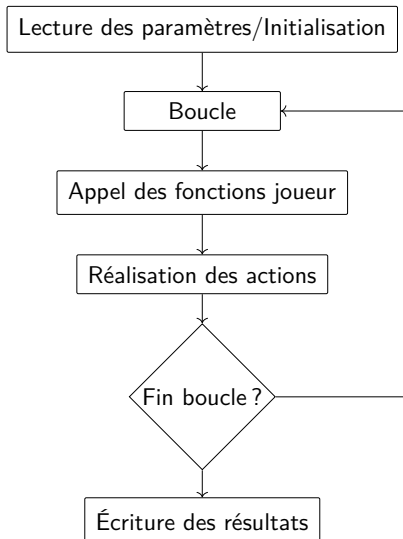 Lecture des paramètres/Initialisation
Boucle
Appel des fonctions joueur
Réalisation des actions
Fin boucle ?
Écriture des résultats